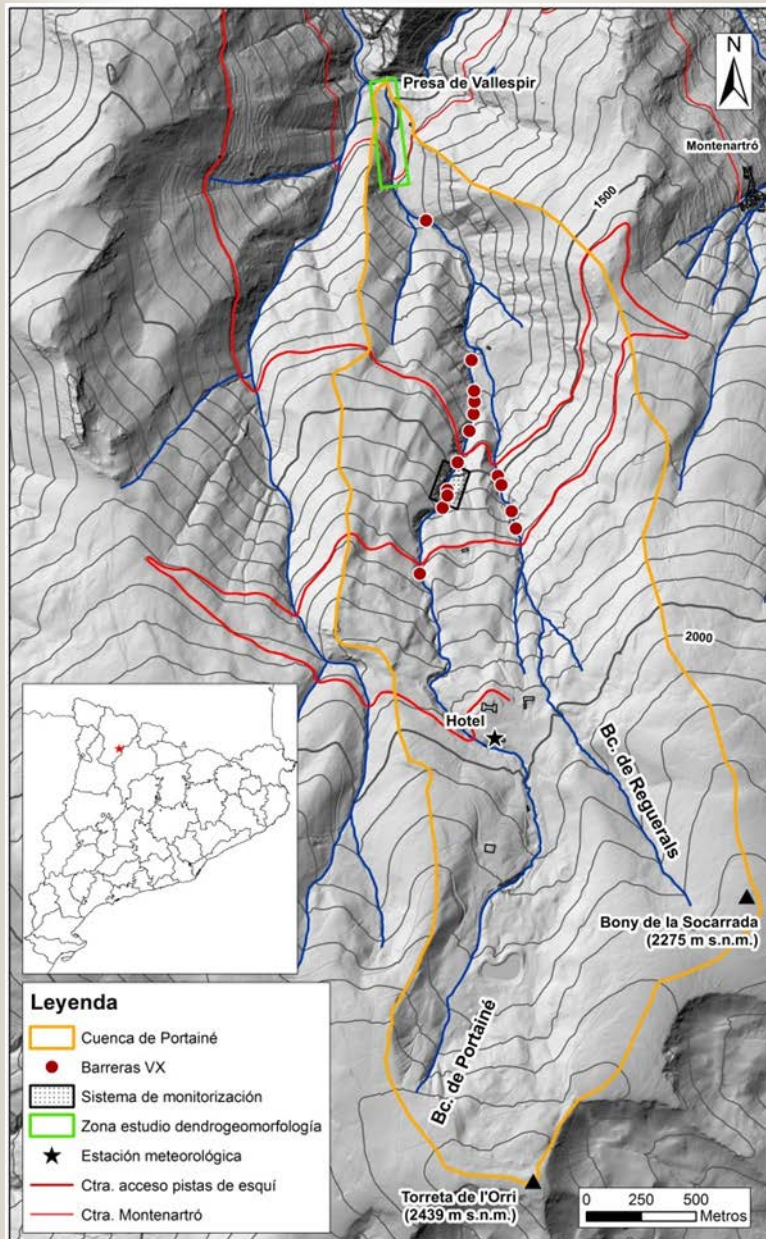 N
Presa de Vallespir
Montenartró
1500
2000
Hotel
Bc. de Reguerals
Bony de la Socarrada
(2275 m s.n.m.)
Bc. de Portainé
Torreta de l'Orri
(2439 m s.n.m.)
Leyenda
Cuenca de Portainé
Barreras VX
Sistema de monitorización
Zona estudio dendrogeomorfología
Estación meteorológica
Ctra. acceso pistas de esquí
Ctra. Montenartró
0 250 500
Metros